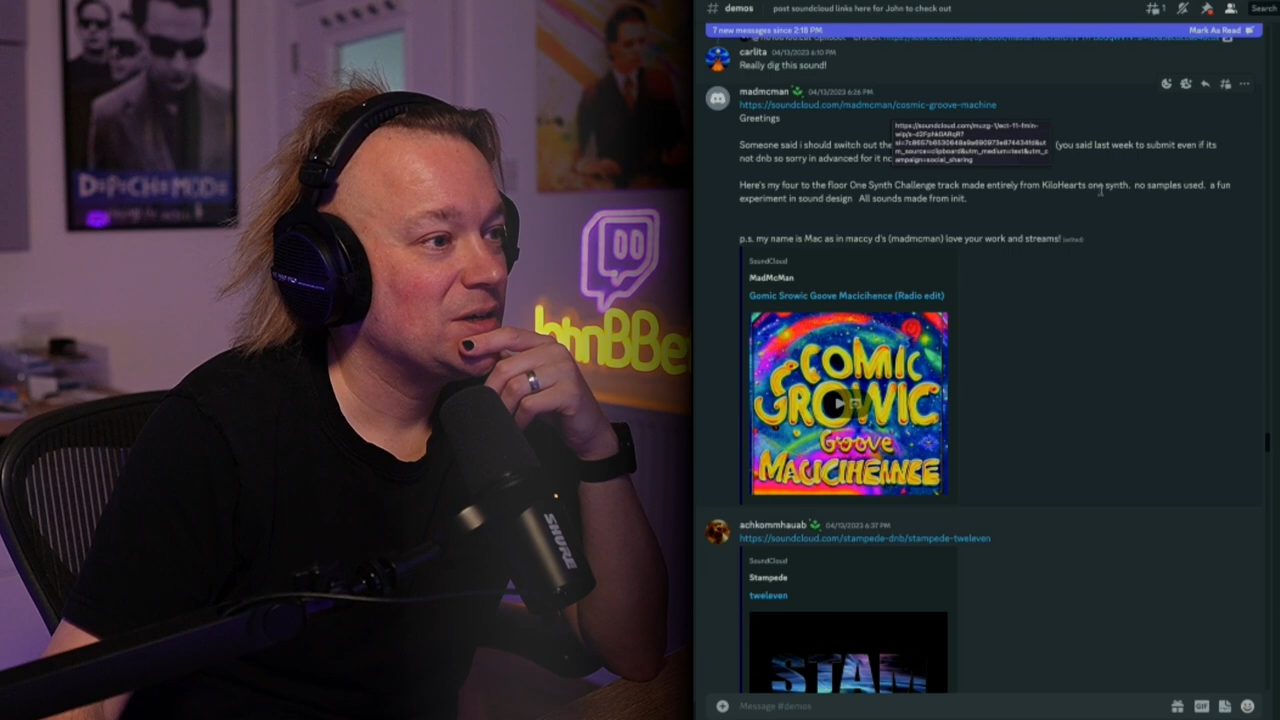 DEPECHE MODE
JohnBBe
SHURE
# demos post soundcloud links here for John to check out
1
Search
7 new messages since 2:18 PM
Mark As Read
carlita 04/13/2023 6:10 PM
Really dig this sound!
madmcman 04/13/2023 6:26 PM
https://soundcloud.com/madmcman/cosmic-groove-machine
Greetings
Someone said i should switch out the
(you said last week to submit even if its
not dnb so sorry in advanced for it
Here's my four to the floor One Synth Challenge track made entirely from KiloHearts one synth. no samples used. a fun
experiment in sound design All sounds made from init.
p.s. my name is Mac as in maccy d's (madmcman) love your work and streams! (edited)
SoundCloud
MadMcMan
Gomic Srowic Goove Macicihence (Radio edit)
COMIC
GROWIC
Goove
MACICIHENNCE
achkommhauab 04/13/2023 6:37 PM
https://soundcloud.com/stampede-dnb/stampede-tweleven
SoundCloud
Stampede
tweleven
STAM
Message #demos
GIF